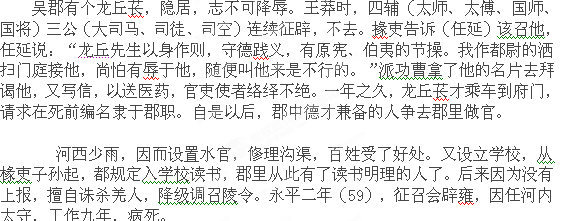 吴郡有个龙丘苌，隐居，志不可降辱。王莽时，四辅（太师、太傅、国师、
国将）三公（大司马、司徒、司空）连续征辟，不去。掾吏告诉（任延）该召他，
任延说：“龙丘先生以身作则，守德践义，有原宪、伯夷的节操。我作都尉的洒
扫门庭接他，尚怕有辱于他，随便叫他来是不行的。”派功曹拿了他的名片去拜
谒他，又写信，以送医药，官吏使者络绎不绝。一年之久，龙丘苌才乘车到府门，
请求在死前编名隶于郡职。自是以后，郡中德才兼备的人争去郡里做官。
河西少雨，因而设置水官，修理沟渠，百姓受了好处。又设立学校，从
椽吏子孙起，都规定入学校读书，郡里从此有了读书明理的人了。后来因为没有
上报，擅自诛杀羌人，降级调召陵令。永平二年（59），征召会辟雍，因任河内
太守。工作九年，病死。